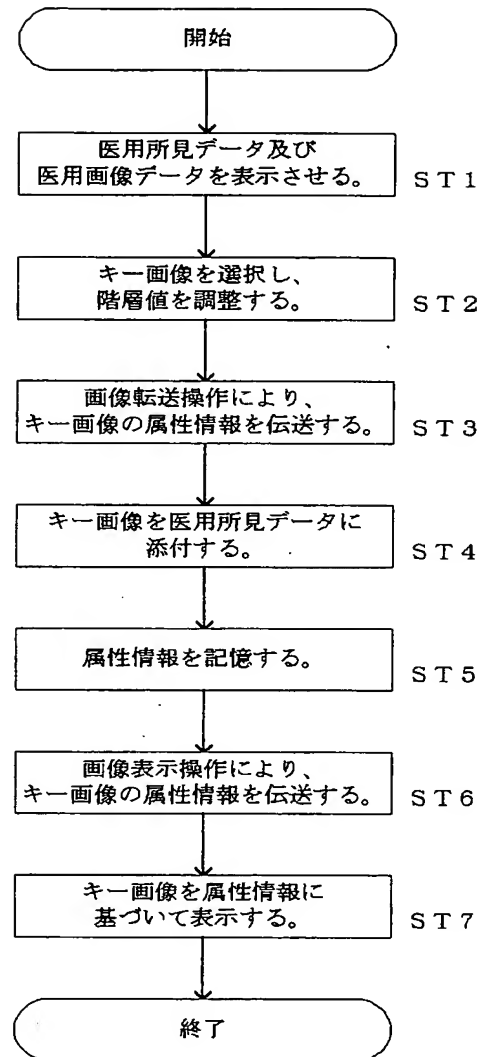 開始
医用所見データ及び
医用画像データを表示させる。
ST1
キー画像を選択し、
階層値を調整する。
ST2
画像転送操作により、
キー画像の属性情報を伝送する。
ST3
キー画像を医用所見データに
添付する。
ST4
属性情報を記憶する。
ST5
画像表示操作により、
キー画像の属性情報を伝送する。
ST6
キー画像を属性情報に
基づいて表示する。
ST7
終了